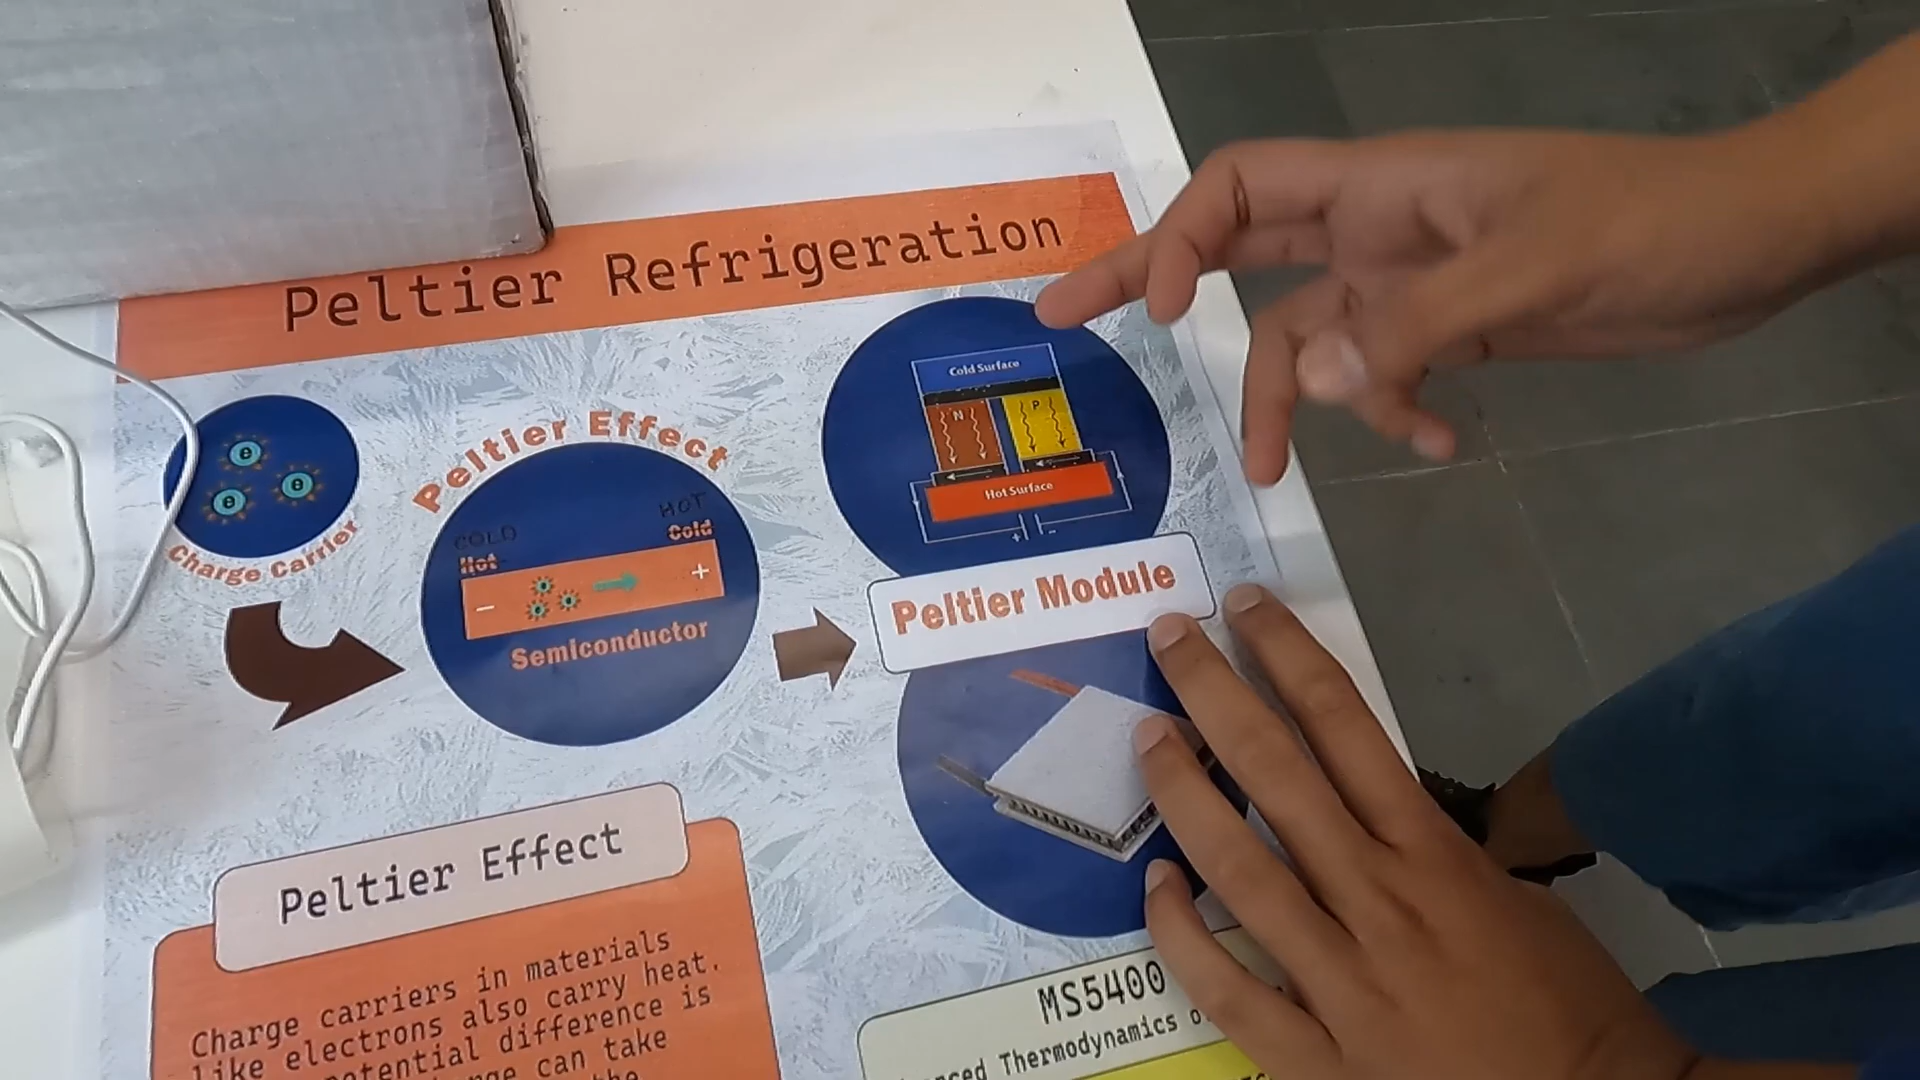 Peltier Refrigeration
e
e
e
Charge Carrier
Peltier Effect
COLD
HOT
Hot
Cold
−
+
Semiconductor
Cold Surface
N
P
Hot Surface
+
-
Peltier Module
Peltier Effect
Charge carriers in materials
like electrons also carry heat.
potential difference is
can take
MS5400
Thermodynamics